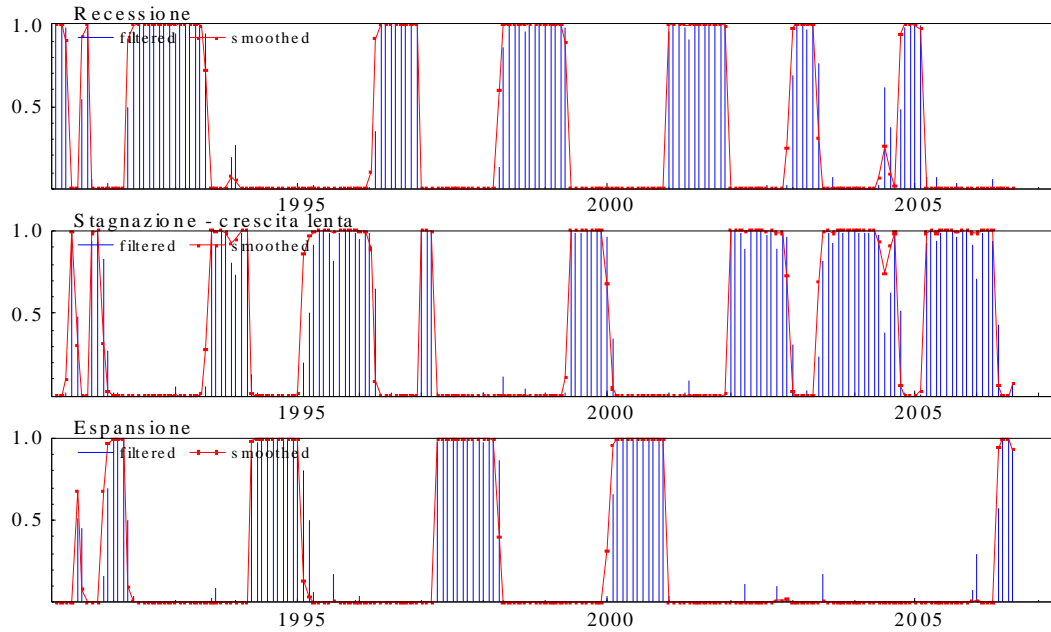 Recessione
1.0
filtered smoothed
0.5
1995 2000 2005
Stagnazione - crescita lenta
1.0
filtered smoothed
0.5
1995 2000 2005
Espansione
1.0
filtered smoothed
0.5
1995 2000 2005